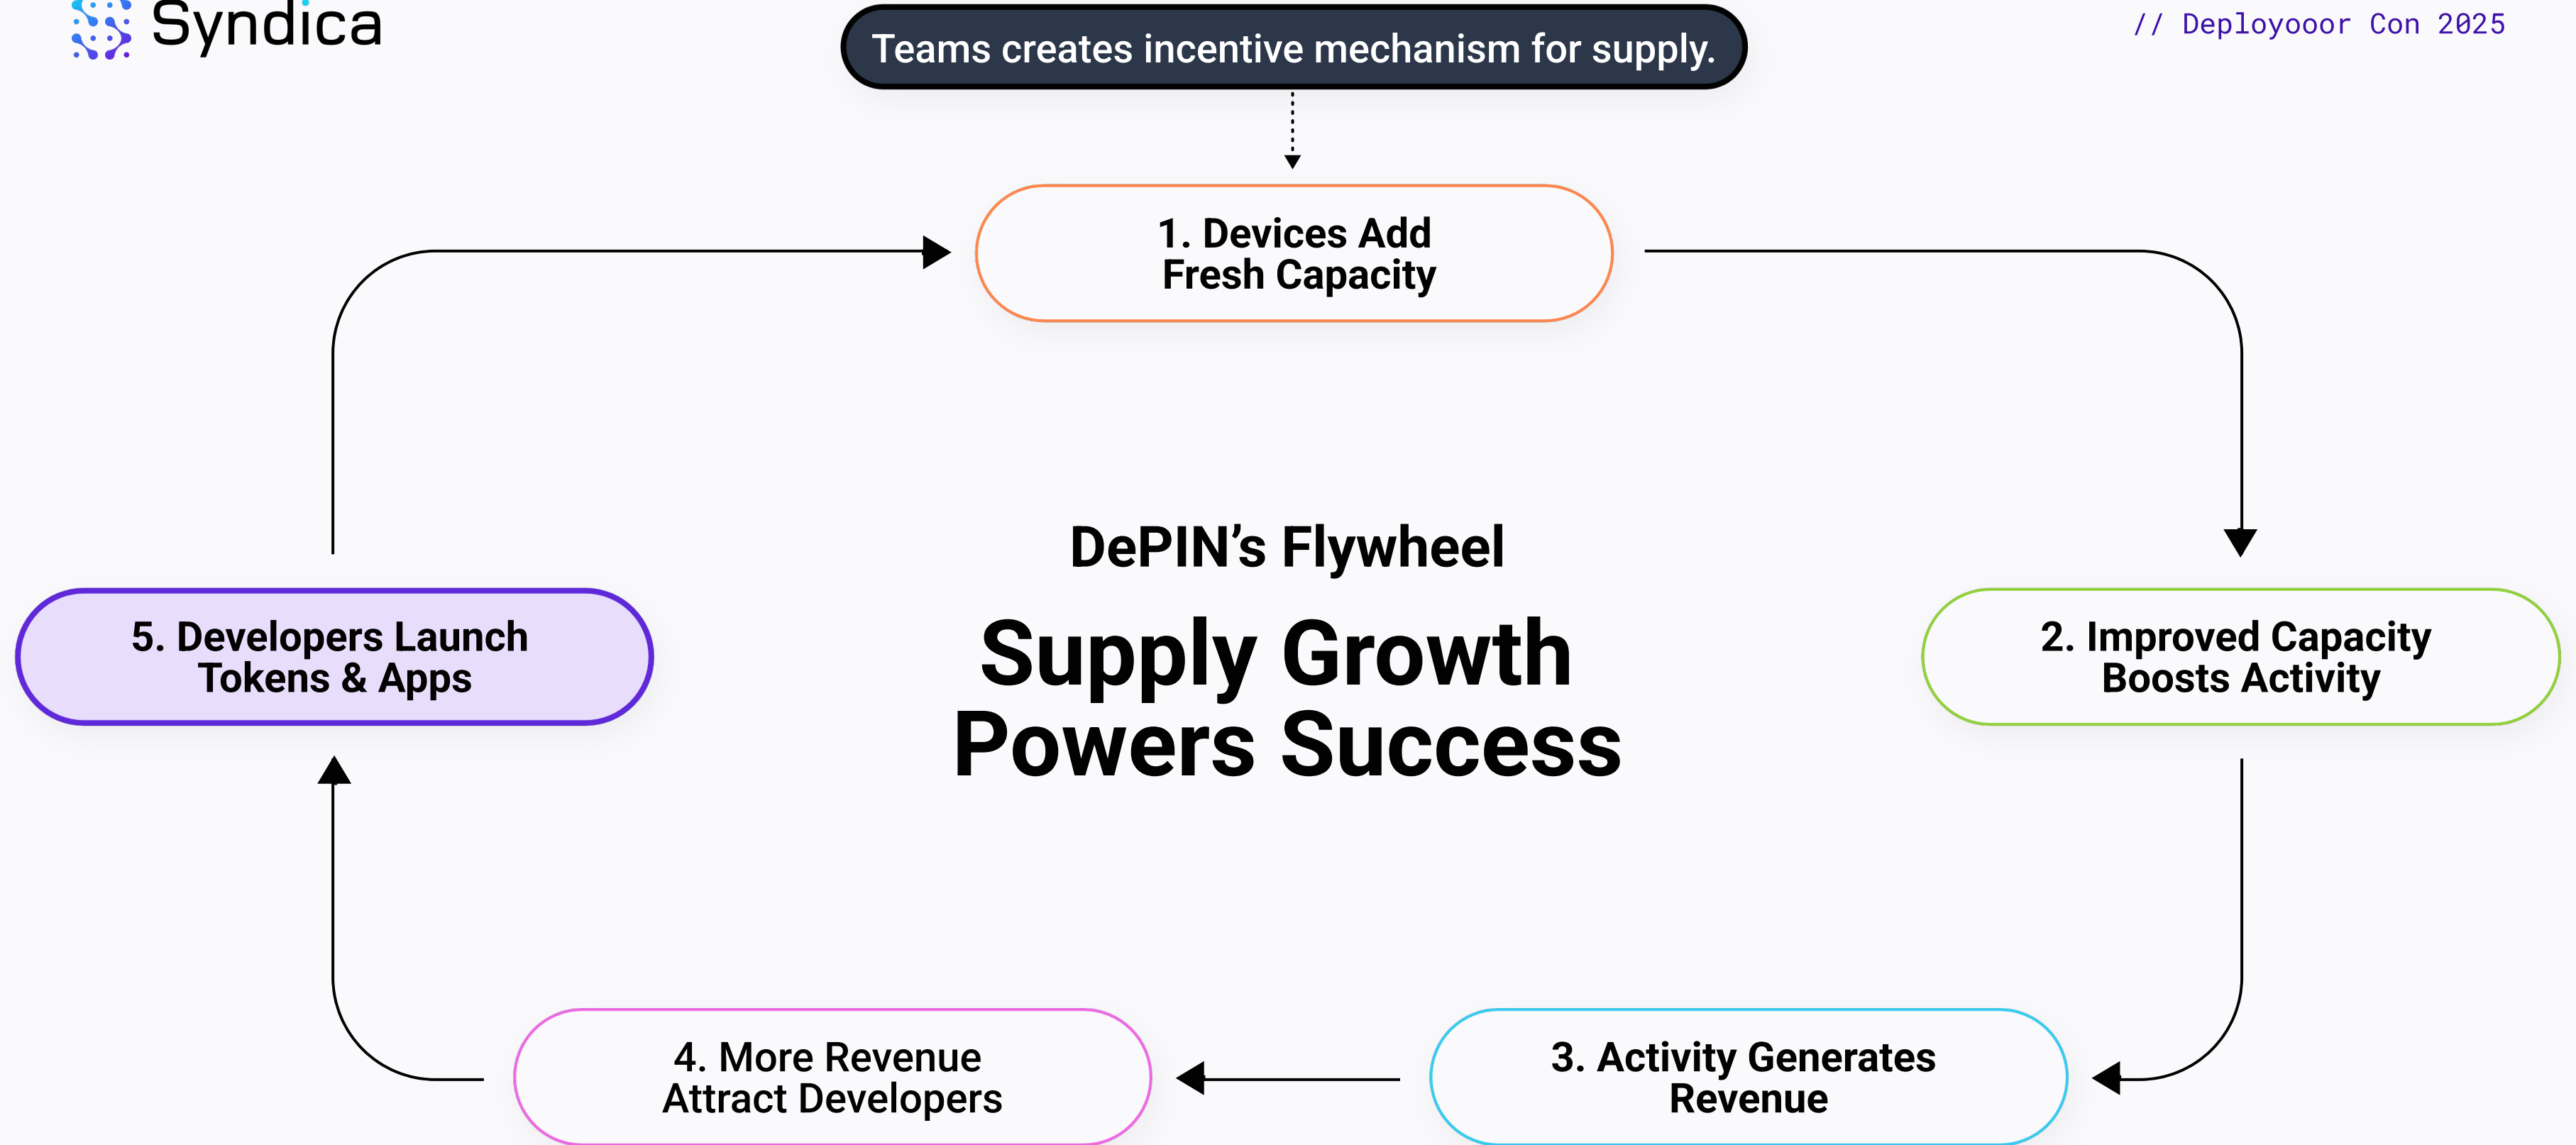 Syndica
Teams creates incentive mechanism for supply.
// Deployooor Con 2025
1. Devices Add
Fresh Capacity
DePIN’s Flywheel
Supply Growth
Powers Success
5. Developers Launch
Tokens & Apps
2. Improved Capacity
Boosts Activity
4. More Revenue
Attract Developers
3. Activity Generates
Revenue